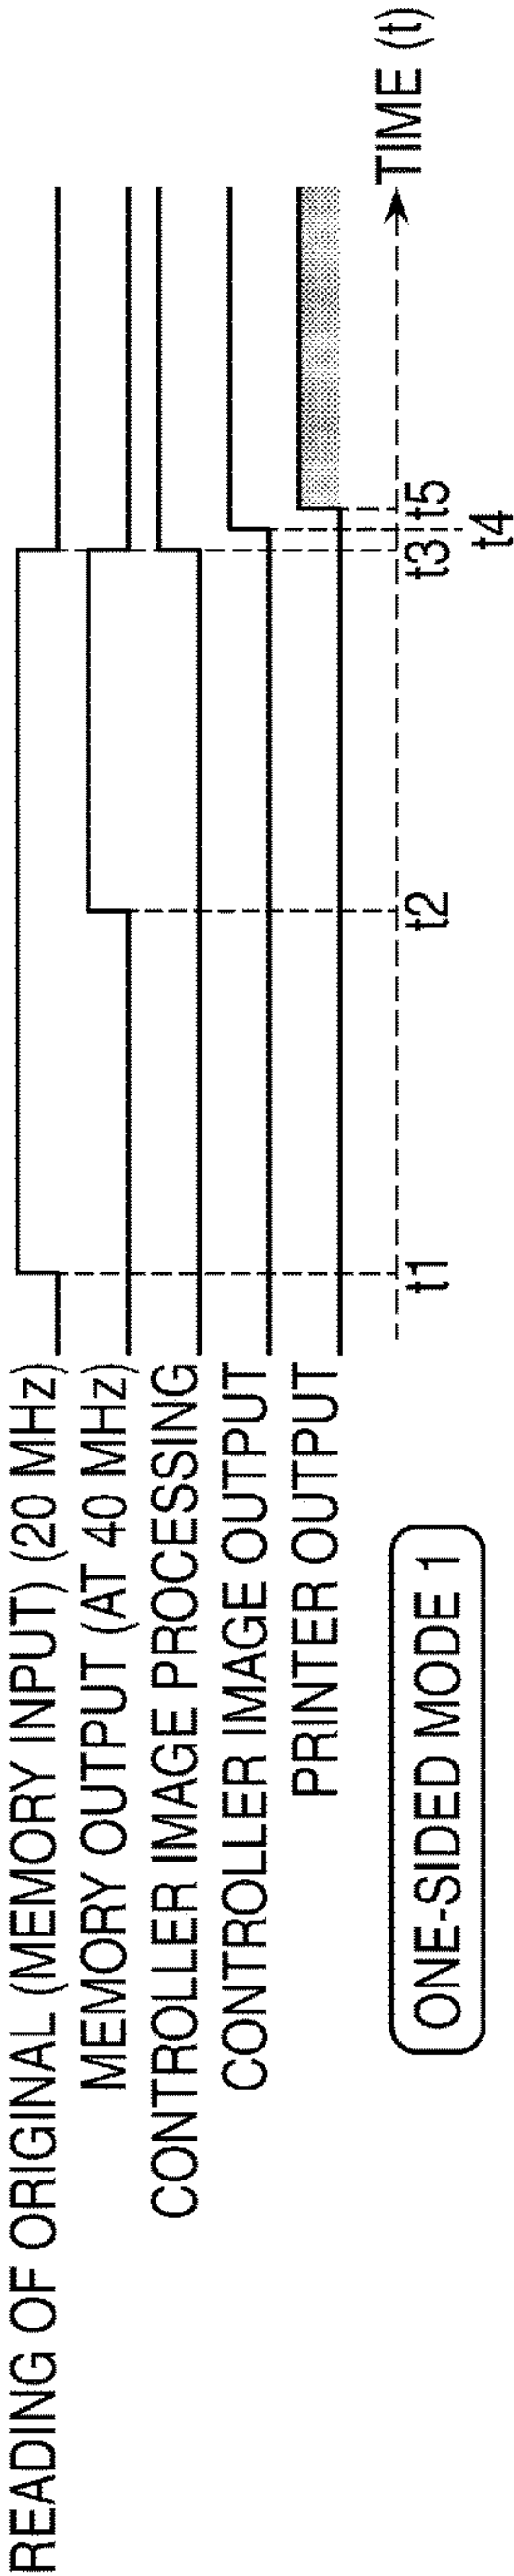 READING OF ORIGINAL (MEMORY INPUT) (20 MHz)
MEMORY OUTPUT (AT 40 MHz)
CONTROLLER IMAGE PROCESSING
CONTROLLER IMAGE OUTPUT
PRINTER OUTPUT
TIME (t)
t1
t2
t3
t4
t5
ONE-SIDED MODE 1